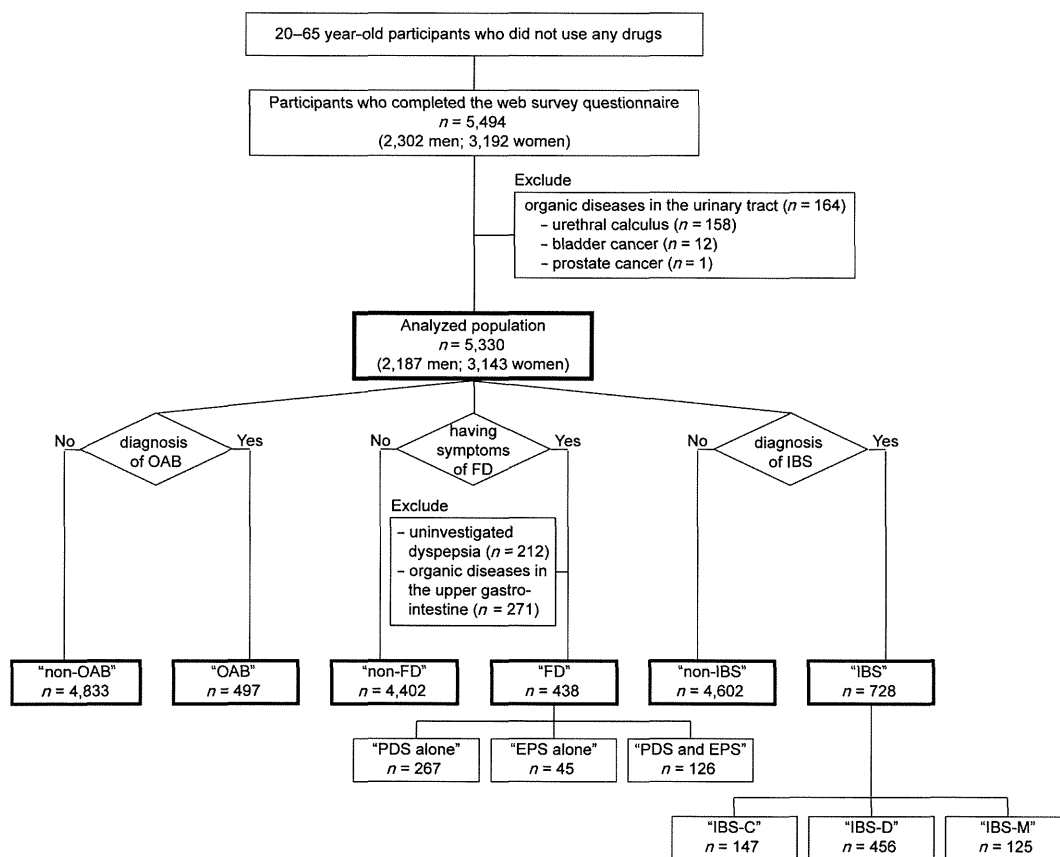 20–65 year-old participants who did not use any drugs
Participants who completed the web survey questionnaire
n = 5,494
(2,302 men; 3,192 women)
Exclude
organic diseases in the urinary tract (n = 164)
– urethral calculus (n = 158)
– bladder cancer (n = 12)
– prostate cancer (n = 1)
Analyzed population
n = 5,330
(2,187 men; 3,143 women)
No
diagnosis
of OAB
Yes
No
having
symptoms
of FD
Yes
No
diagnosis
of IBS
Yes
Exclude
– uninvestigated
dyspepsia (n = 212)
– organic diseases in
the upper gastro-
intestine (n = 271)
“non-OAB”
n = 4,833
“OAB”
n = 497
“non-FD”
n = 4,402
“FD”
n = 438
“non-IBS”
n = 4,602
“IBS”
n = 728
“PDS alone”
n = 267
“EPS alone”
n = 45
“PDS and EPS”
n = 126
“IBS-C”
n = 147
“IBS-D”
n = 456
“IBS-M”
n = 125